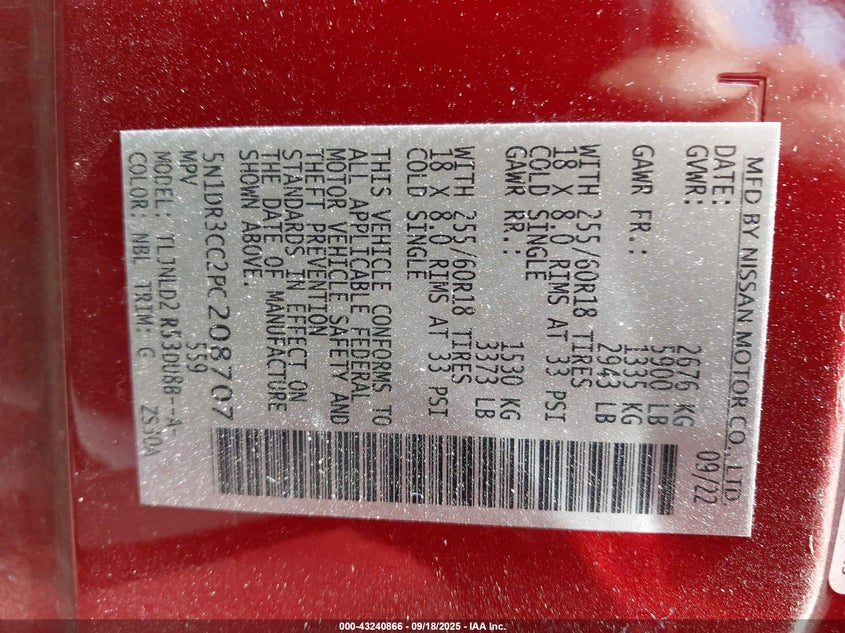 MFD BY NISSAN MOTOR CO., LTD.
DATE: 09/22
GVWR: 2676 KG
5900 LB
GAWR FR.: 1335 KG
2943 LB
WITH 255/60R18 TIRES
18 X 8.0 RIMS AT 33 PSI
COLD SINGLE
GAWR RR.: 1530 KG
3373 LB
WITH 255/60R18 TIRES
18 X 8.0 RIMS AT 33 PSI
COLD SINGLE
THIS VEHICLE CONFORMS TO
ALL APPLICABLE FEDERAL
MOTOR VEHICLE SAFETY AND
THEFT PREVENTION
STANDARDS IN EFFECT ON
THE DATE OF MANUFACTURE
SHOWN ABOVE.
5N1DR3CC2PC208707
MPV 559
MODEL: TLJNLD2 R530U8B--A-
COLOR: NBL TRIM: G ZS30A
000-43240866 - 09/18/2025 - IAA Inc.